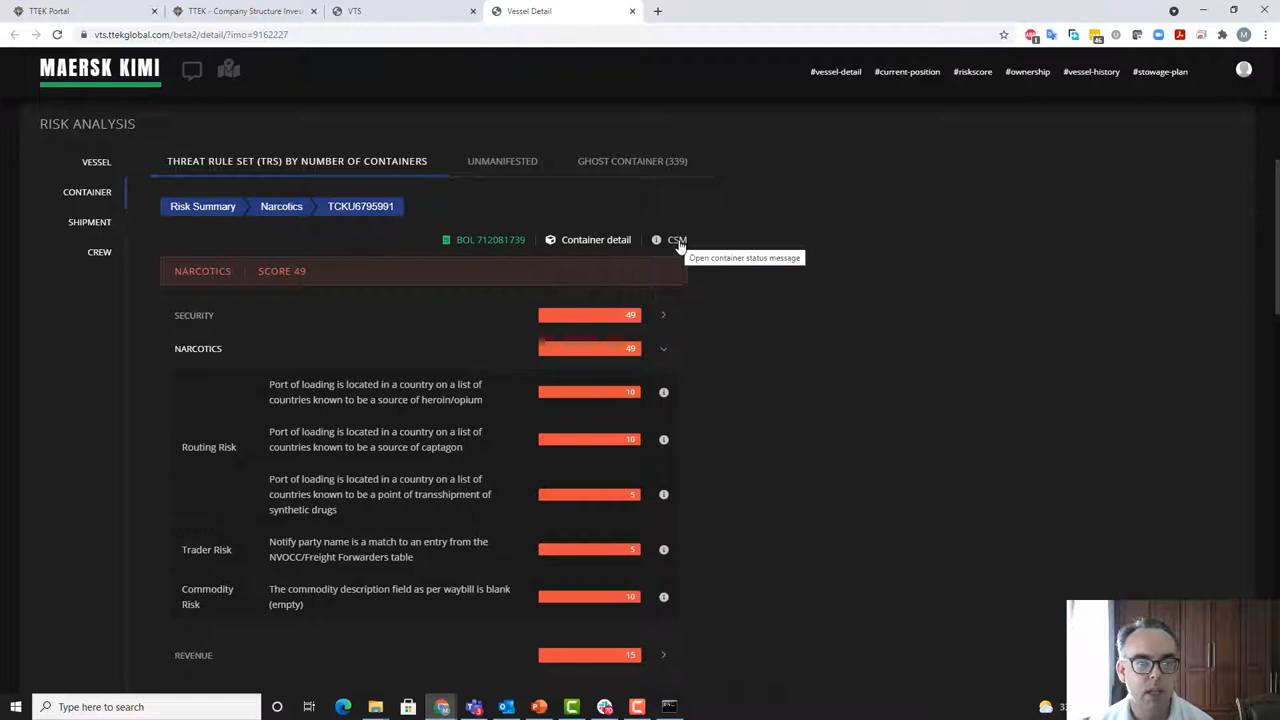 TTEK Portal
TTEK - Company Structure Inves
VTS
Vessel Detail
vts.ttekglobal.com/beta2/detail/?imo=9162227
MAERSK KIMI
#vessel-detail
#current-position
#riskscore
#ownership
#vessel-history
#stowage-plan
RISK ANALYSIS
VESSEL
CONTAINER
SHIPMENT
CREW
THREAT RULE SET (TRS) BY NUMBER OF CONTAINERS
UNMANIFESTED
GHOST CONTAINER (339)
Risk Summary
Narcotics
TCKU6795991
BOL 712081739
Container detail
CSM
Open container status message
NARCOTICS
SCORE 49
SECURITY
49
NARCOTICS
49
Routing Risk
Port of loading is located in a country on a list of
countries known to be a source of heroin/opium
10
Port of loading is located in a country on a list of
countries known to be a source of captagon
10
Port of loading is located in a country on a list of
countries known to be a point of transshipment of
synthetic drugs
5
Trader Risk
Notify party name is a match to an entry from the
NVOCC/Freight Forwarders table
5
Commodity
Risk
The commodity description field as per waybill is blank
(empty)
10
REVENUE
15
Type here to search